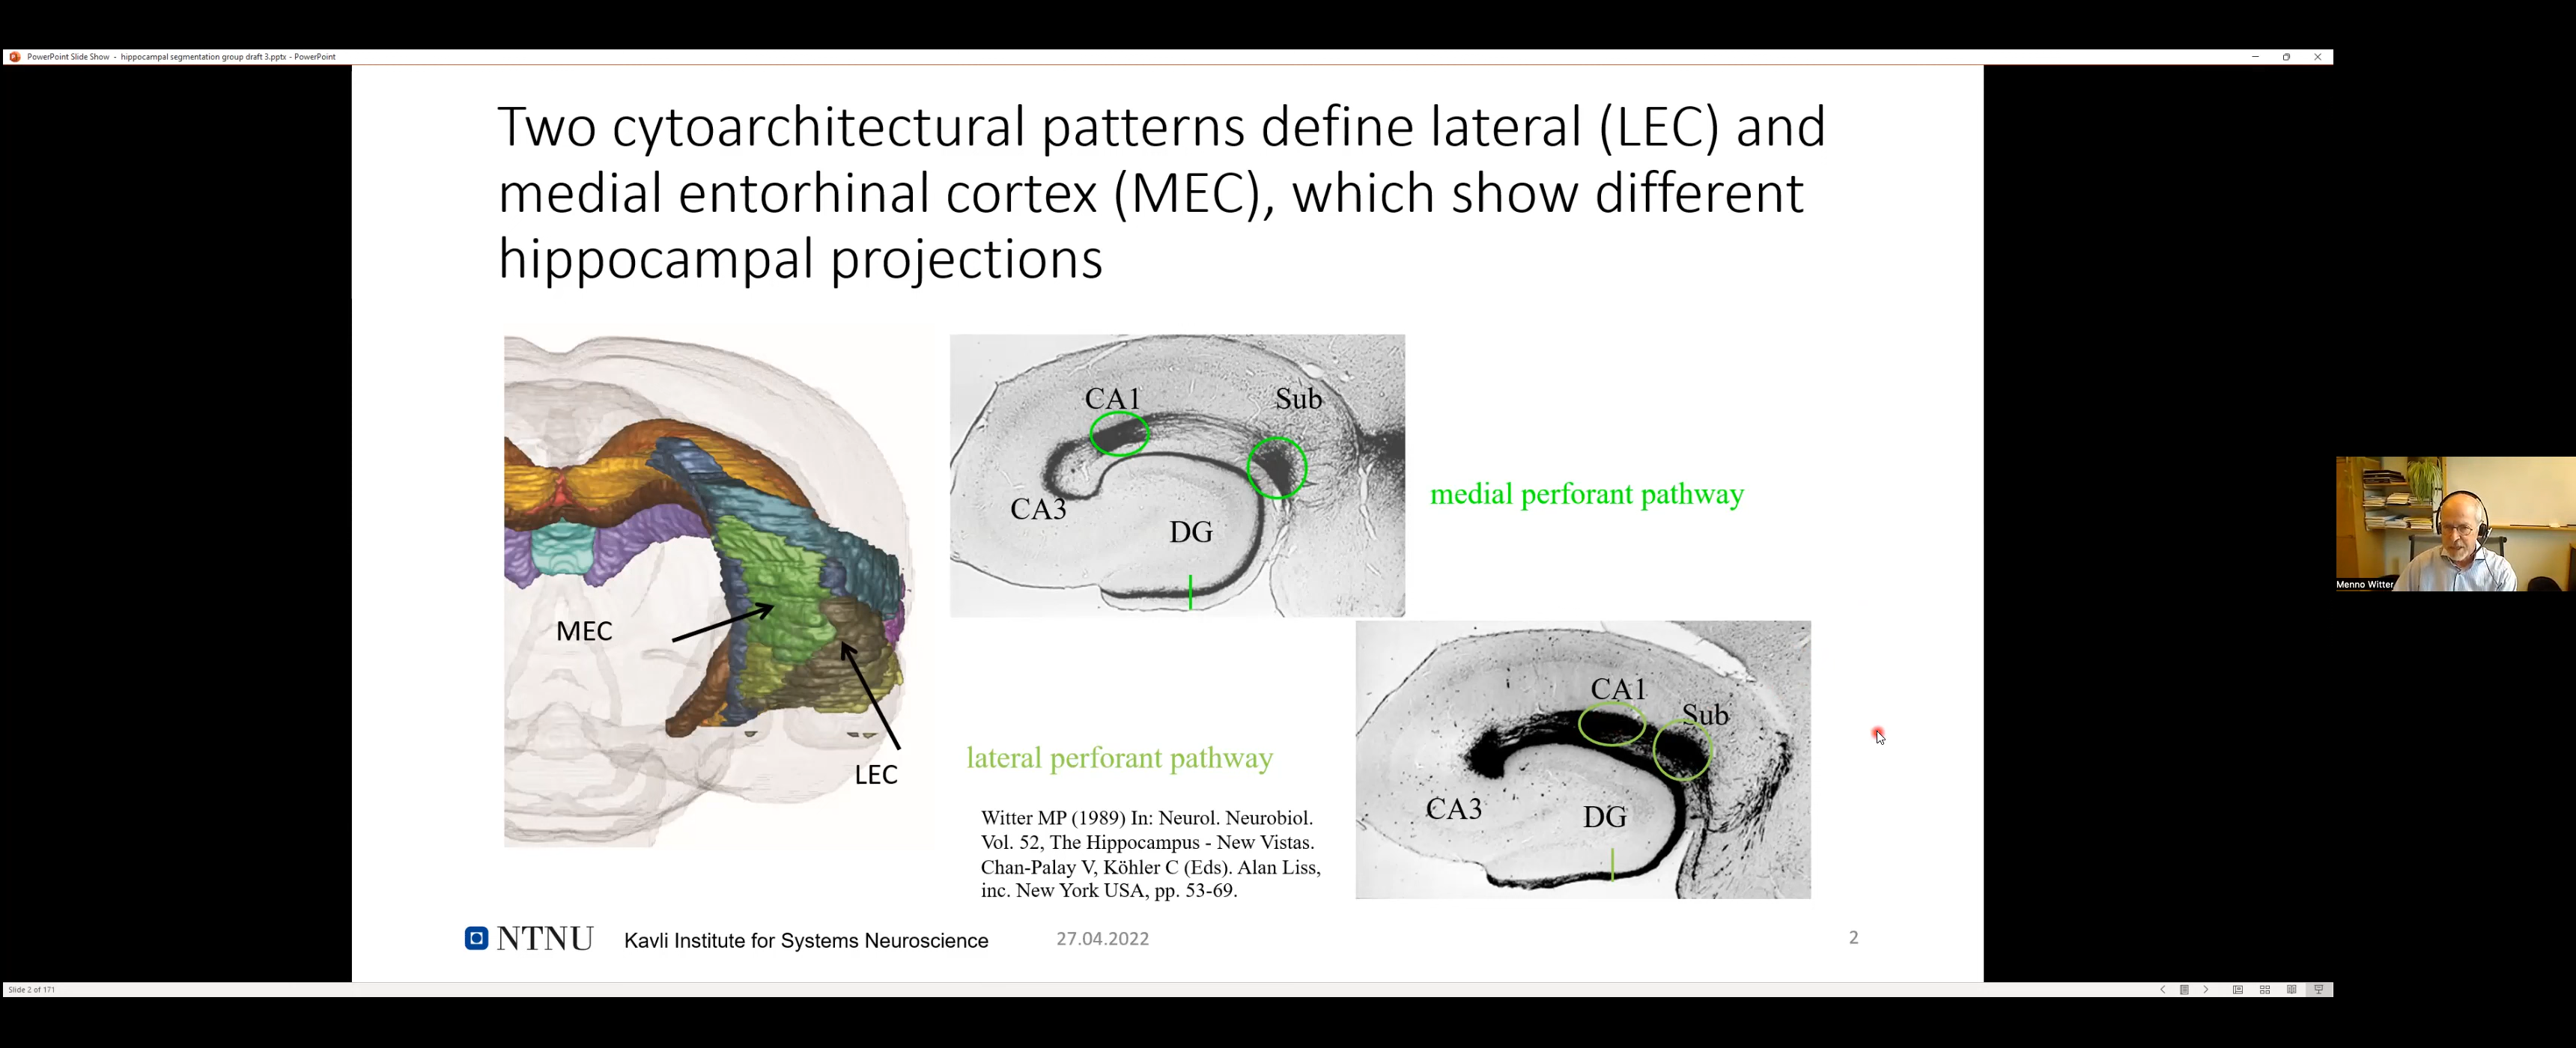 PowerPoint Slide Show - hippocampal segmentation group draft 3.pptx - PowerPoint
Two cytoarchitectural patterns define lateral (LEC) and
medial entorhinal cortex (MEC), which show different
hippocampal projections
CA1
Sub
CA3
DG
medial perforant pathway
MEC
LEC
lateral perforant pathway
CA1
Sub
CA3
DG
Witter MP (1989) In: Neurol. Neurobiol.
Vol. 52, The Hippocampus - New Vistas.
Chan-Palay V, Köhler C (Eds). Alan Liss,
inc. New York USA, pp. 53-69.
NTNU
Kavli Institute for Systems Neuroscience
27.04.2022
2
Slide 2 of 171
Menno Witter